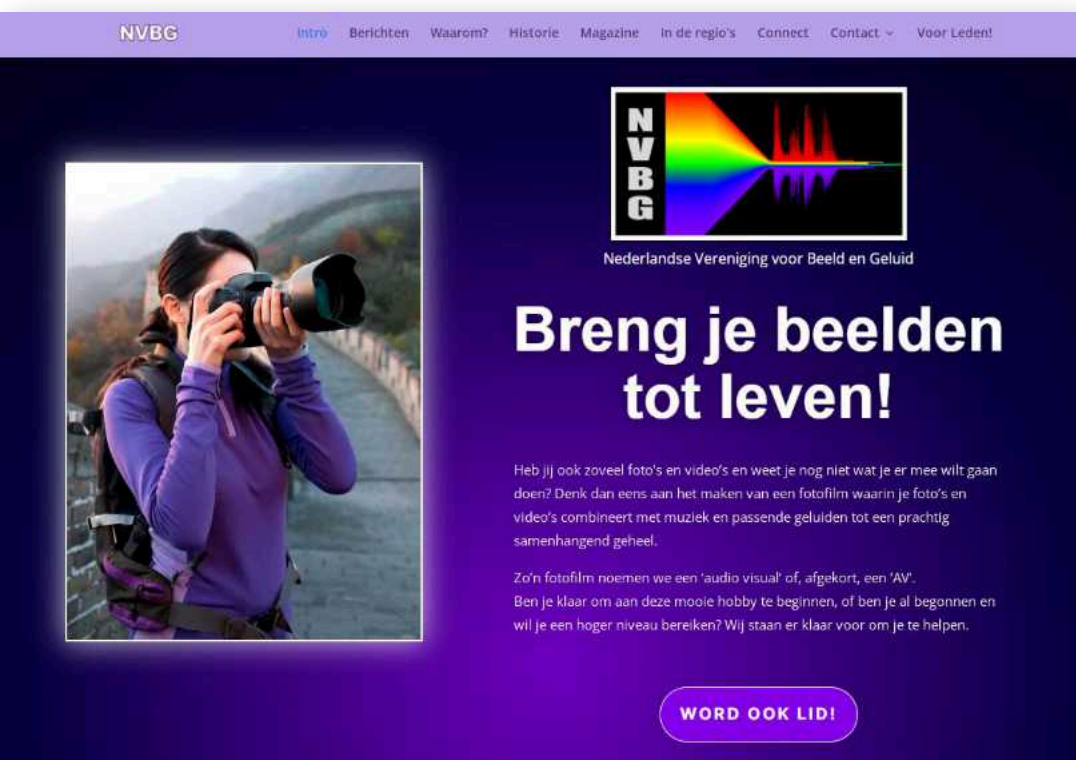 NVBG
Intro Berichten Waarom? Historie Magazine In de regio's Connect Contact Voor Leden!
NVBG
Nederlandse Vereniging voor Beeld en Geluid
Breng je beelden
tot leven!
Heb jij ook zoveel foto's en video's en weet je nog niet wat je er mee wilt gaan
doen? Denk dan eens aan het maken van een fotofilm waarin je foto's en
video's combineert met muziek en passende geluiden tot een prachtig
samenhangend geheel.
Zo'n fotofilm noemen we een 'audio visual' of, afgekort, een 'AV'.
Ben je klaar om aan deze mooie hobby te beginnen, of ben je al begonnen en
wil je een hoger niveau bereiken? Wij staan er klaar voor om je te helpen.
WORD OOK LID!